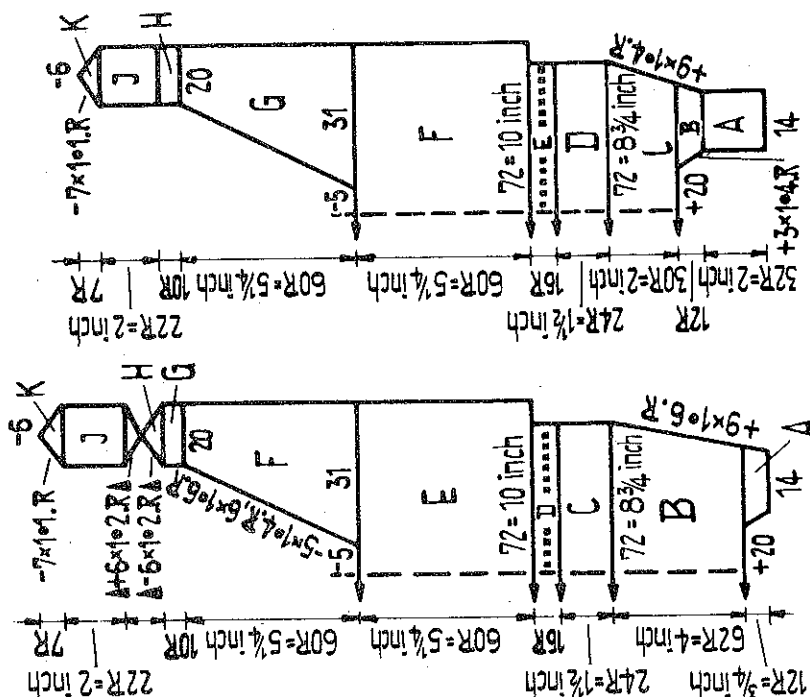 K
-6
-7×1•1.R
H
J
7R
22R=2 inch
10R
20
G
60R=5¼ inch
31
-5
F
60R=5¼ inch
72=10 inch
E
16R
D
24R=1½ inch
72=8¾ inch
+9×1•4.R
C
30R=2 inch
B
12R
+20
A
32R=2 inch
14
+3×1•4.R
K
-6
-7×1•1.R
H
G
J
7R
22R=2 inch
▲+6×1•2.R▲
▲-6×1•2.R▲
10R
20
-5×1•4.R, 6×1•6.R
F
60R=5¼ inch
31
-5
E
60R=5¼ inch
72=10 inch
D
16R
C
24R=1½ inch
72=8¾ inch
+9×1•6.R
B
62R=4 inch
+20
A
12R=¾ inch
14